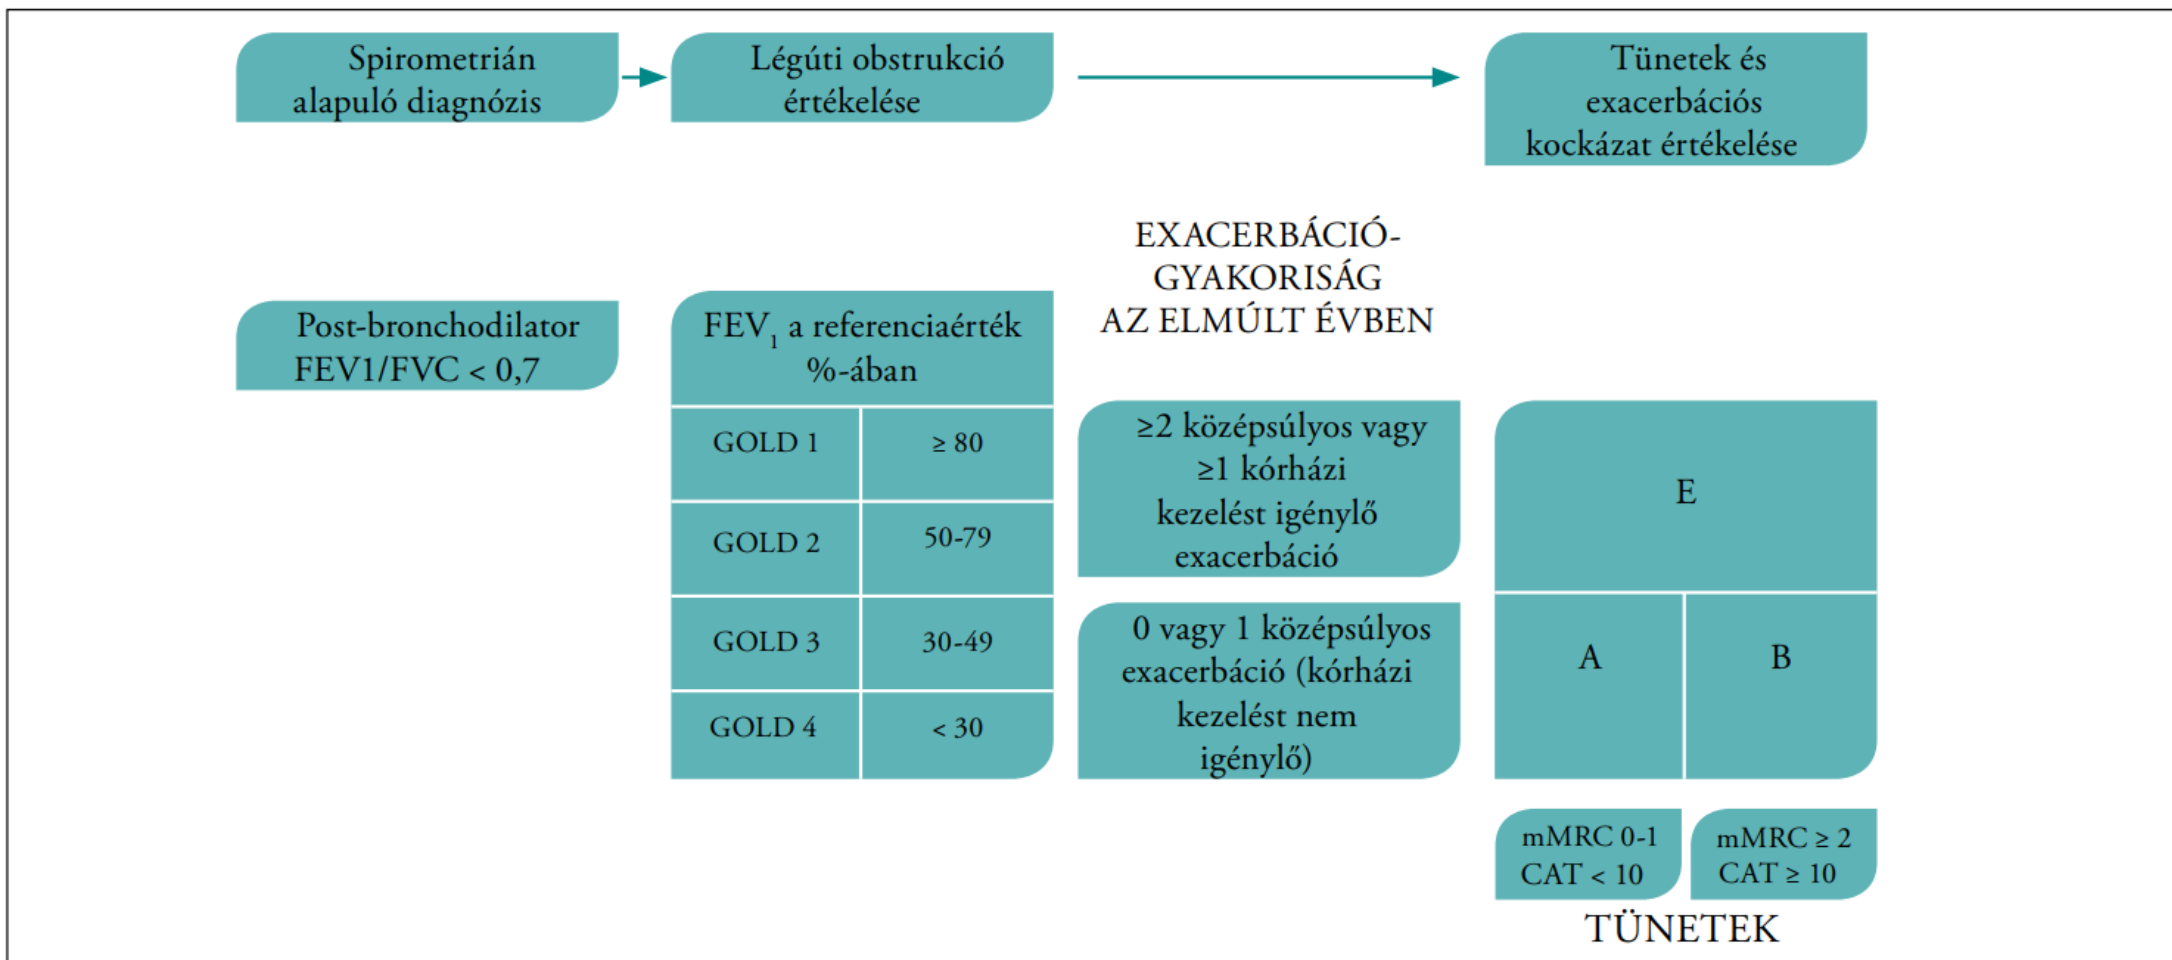 Spirometrián
alapuló diagnózis
Légúti obstrukció
értékelése
Tünetek és
exacerbációs
kockázat értékelése
Post-bronchodilator
FEV1/FVC < 0,7
FEV₁ a referenciaérték
%-ában
GOLD 1
≥ 80
GOLD 2
50-79
GOLD 3
30-49
GOLD 4
< 30
EXACERBÁCIÓ-
GYAKORISÁG
AZ ELMÚLT ÉVBEN
≥2 középsúlyos vagy
≥1 kórházi
kezelést igénylő
exacerbáció
0 vagy 1 középsúlyos
exacerbáció (kórházi
kezelést nem
igénylő)
E
A
B
mMRC 0-1
CAT < 10
mMRC ≥ 2
CAT ≥ 10
TÜNETEK